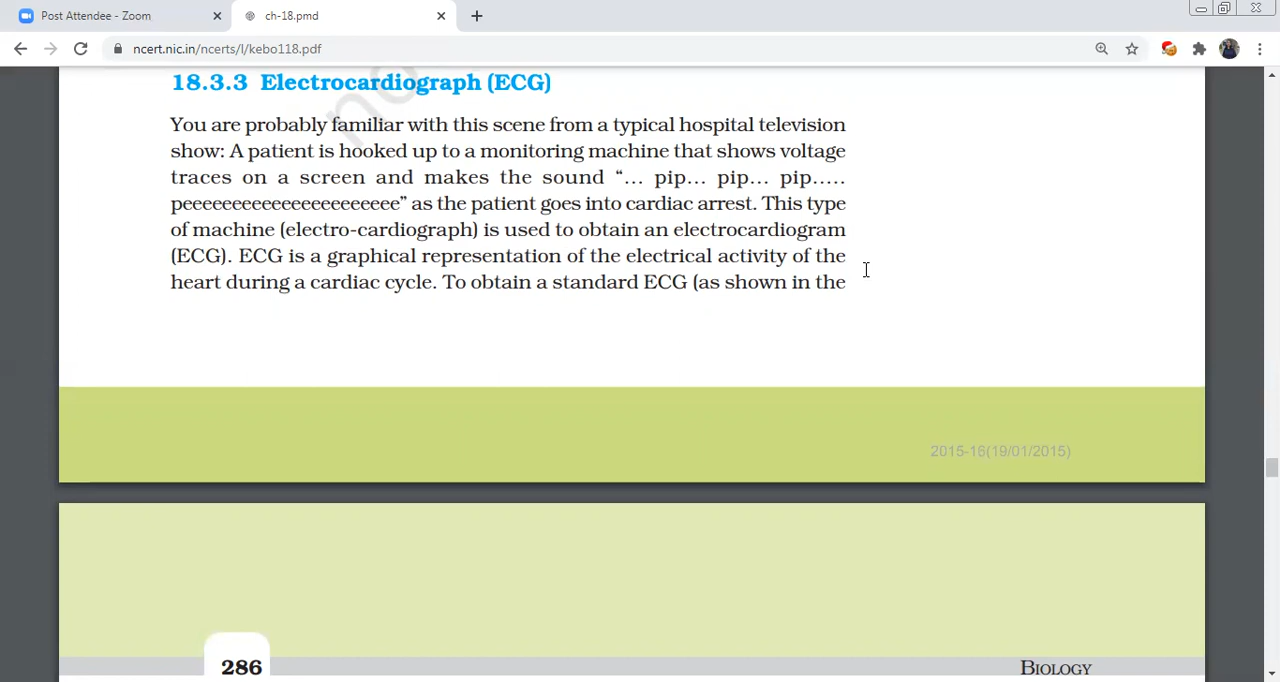 Post Attendee - Zoom
ch-18.pmd
ncert.nic.in/ncerts/l/kebo118.pdf
18.3.3 Electrocardiograph (ECG)
You are probably familiar with this scene from a typical hospital television
show: A patient is hooked up to a monitoring machine that shows voltage
traces on a screen and makes the sound “... pip... pip... pip.....
peeeeeeeeeeeeeeeeeeeeee” as the patient goes into cardiac arrest. This type
of machine (electro-cardiograph) is used to obtain an electrocardiogram
(ECG). ECG is a graphical representation of the electrical activity of the
heart during a cardiac cycle. To obtain a standard ECG (as shown in the
2015-16(19/01/2015)
286
BIOLOGY